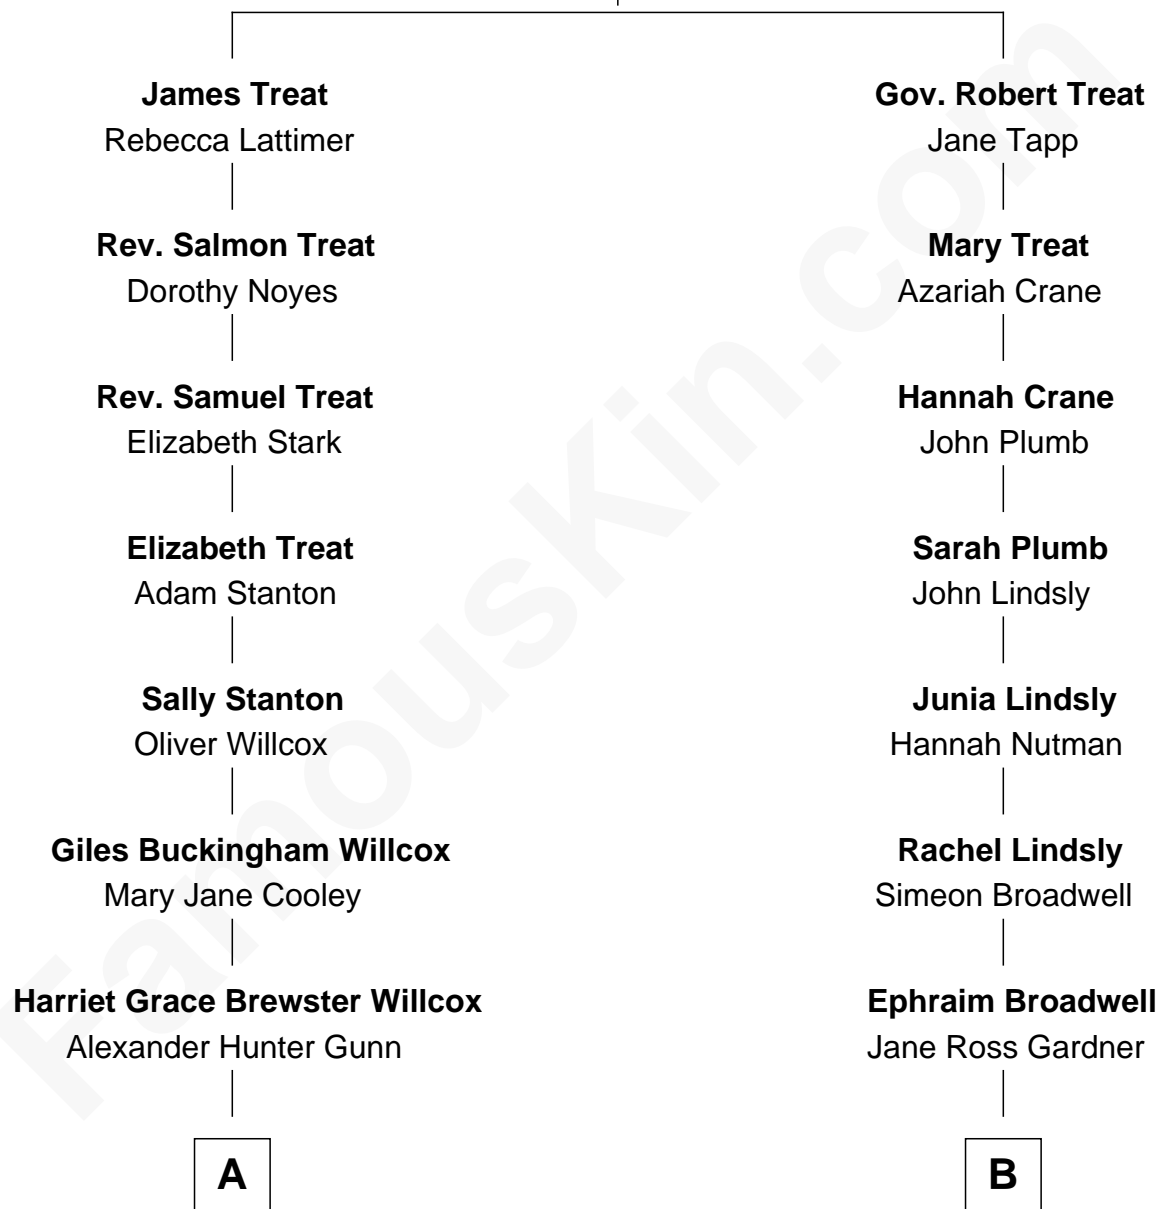 James Treat
Rebecca Lattimer
Rev. Salmon Treat
Dorothy Noyes
Rev. Samuel Treat
Elizabeth Stark
Elizabeth Treat
Adam Stanton
Sally Stanton
Oliver Willcox
Giles Buckingham Willcox
Mary Jane Cooley
Harriet Grace Brewster Willcox
Alexander Hunter Gunn
A
Gov. Robert Treat
Jane Tapp
Mary Treat
Azariah Crane
Hannah Crane
John Plumb
Sarah Plumb
John Lindsly
Junia Lindsly
Hannah Nutman
Rachel Lindsly
Simeon Broadwell
Ephraim Broadwell
Jane Ross Gardner
B
FamousKin.com